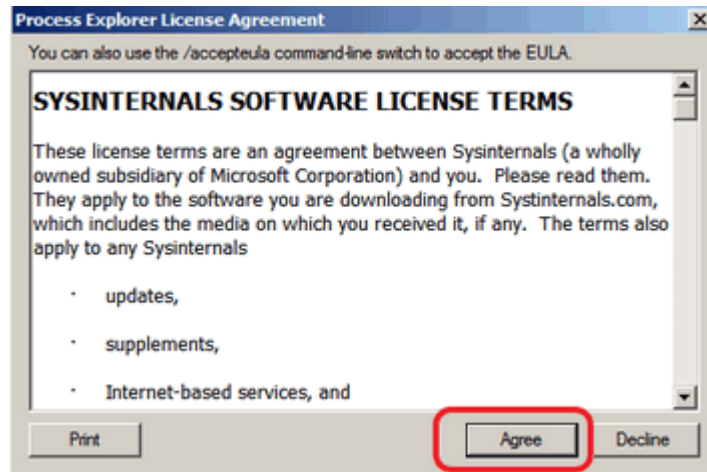 Process Explorer License Agreement
You can also use the /accepteula command-line switch to accept the EULA.
SYSINTERNALS SOFTWARE LICENSE TERMS
These license terms are an agreement between Sysinternals (a wholly
owned subsidiary of Microsoft Corporation) and you.  Please read them.
They apply to the software you are downloading from Systinternals.com,
which includes the media on which you received it, if any.  The terms also
apply to any Sysinternals
· updates,
· supplements,
· Internet-based services, and
Print Agree Decline